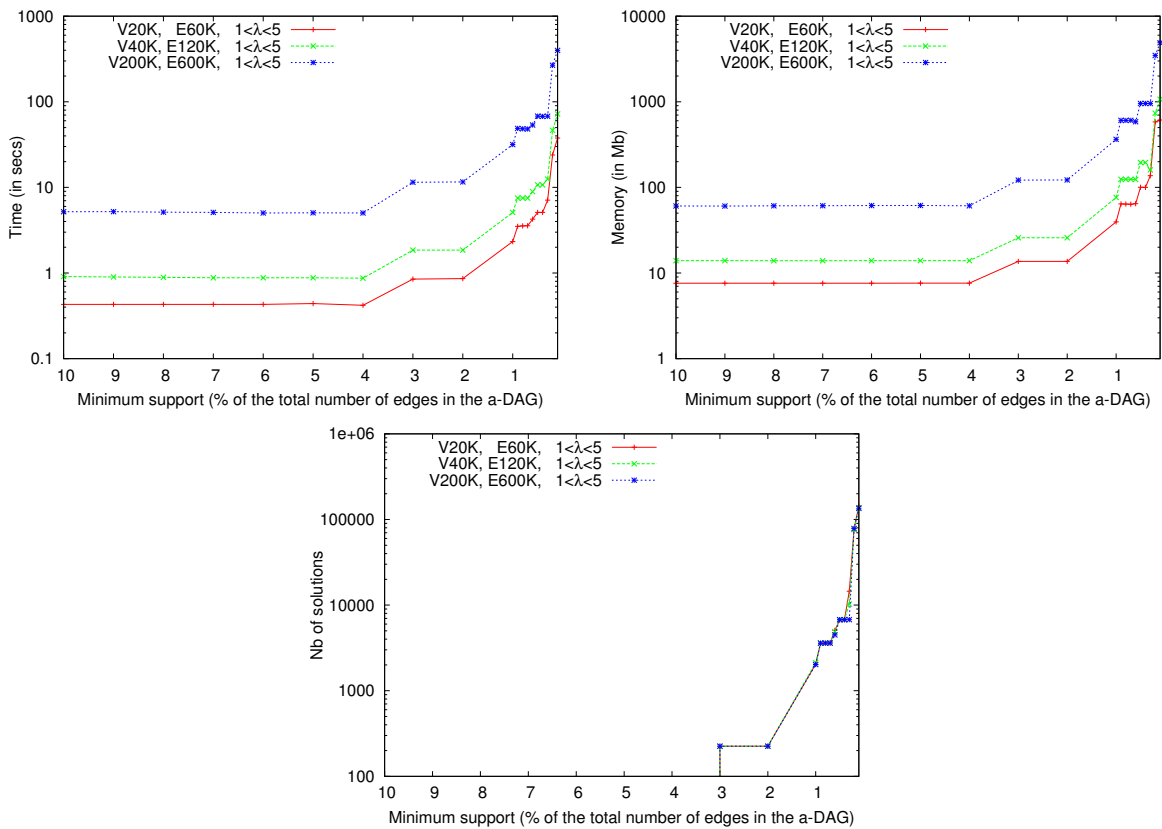 V20K, E60K, 1<λ<5
V40K, E120K, 1<λ<5
V200K, E600K, 1<λ<5
1000
100
10
1
0.1
Time (in secs)
10 9 8 7 6 5 4 3 2 1
Minimum support (% of the total number of edges in the a-DAG)
V20K, E60K, 1<λ<5
V40K, E120K, 1<λ<5
V200K, E600K, 1<λ<5
10000
1000
100
10
1
Memory (in Mb)
10 9 8 7 6 5 4 3 2 1
Minimum support (% of the total number of edges in the a-DAG)
V20K, E60K, 1<λ<5
V40K, E120K, 1<λ<5
V200K, E600K, 1<λ<5
1e+06
100000
10000
1000
100
Nb of solutions
10 9 8 7 6 5 4 3 2 1
Minimum support (% of the total number of edges in the a-DAG)